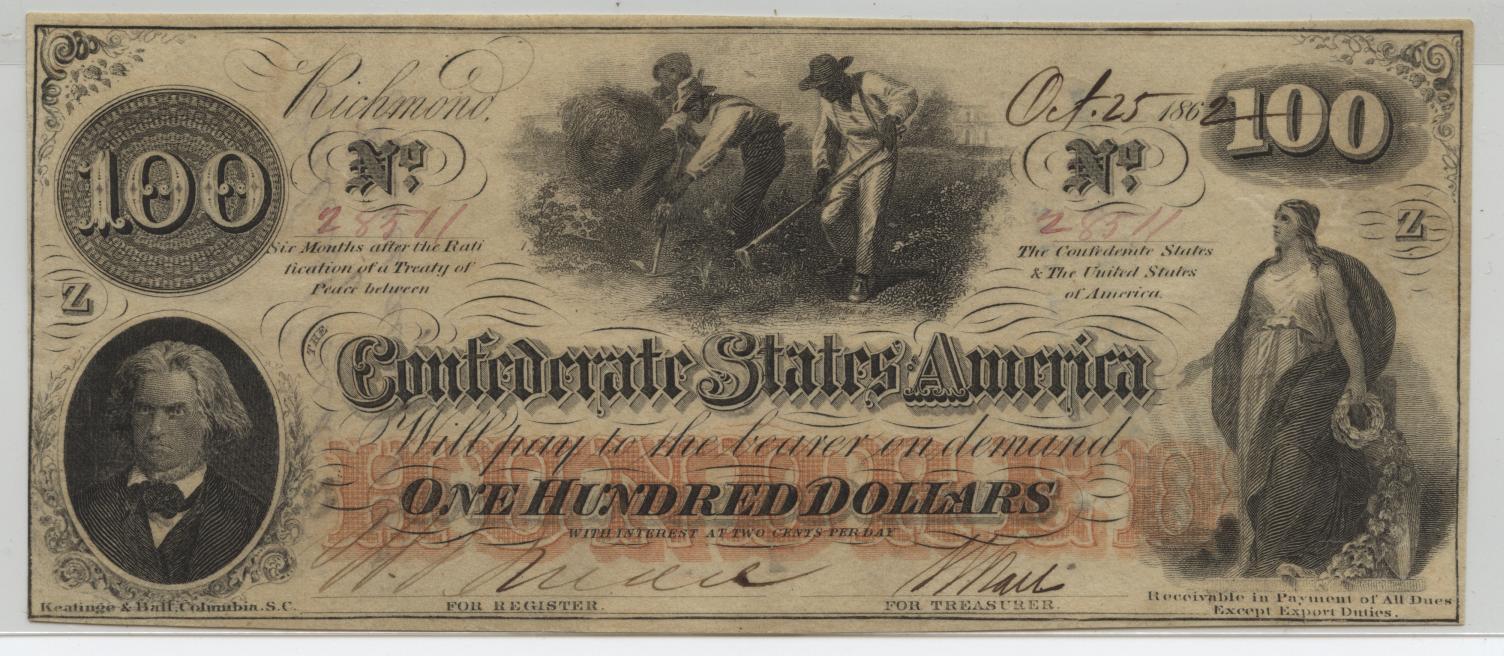 Richmond,
Oct. 25 1862
100
100
No
No
28511
28511
Z
Six Months after the Rati
fication of a Treaty of
Peace between
The Confederate States
& The United States
of America.
Z
THE
Confederate States of America
Will pay to the bearer on demand
HUNDRED
ONE HUNDRED DOLLARS
WITH INTEREST AT TWO CENTS PER DAY
FOR REGISTER.
FOR TREASURER.
Keatinge & Ball, Columbia, S.C.
Receivable in Payment of All Dues
Except Export Duties.